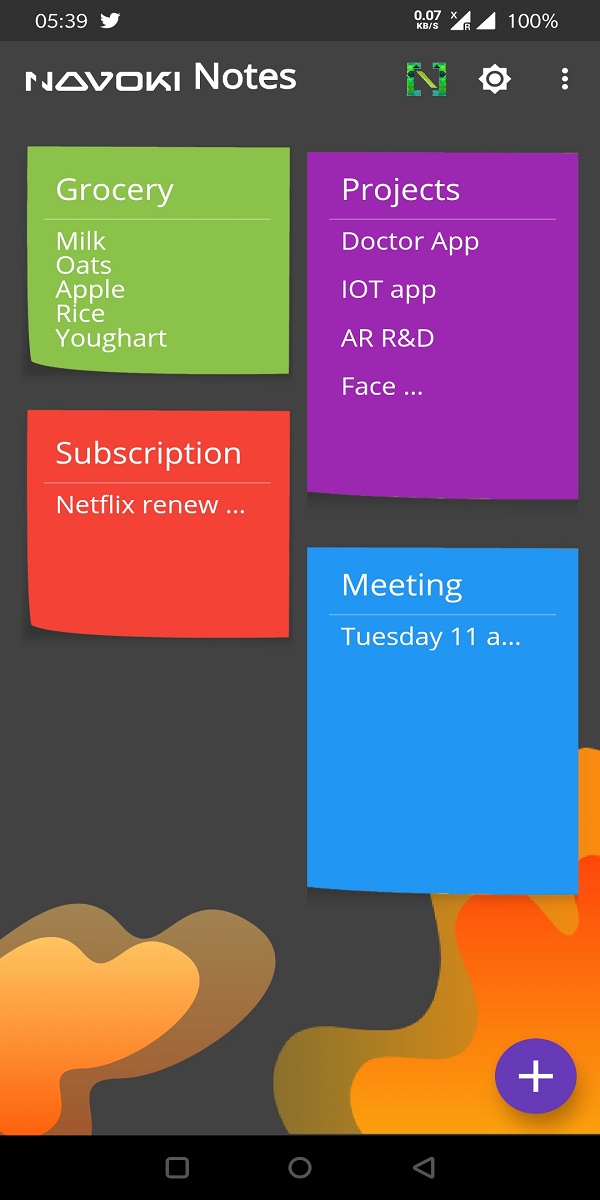 05:39
0.07 KB/S X R 100%
NAVOKI Notes
Grocery
Milk
Oats
Apple
Rice
Youghart
Projects
Doctor App
IOT app
AR R&D
Face ...
Subscription
Netflix renew ...
Meeting
Tuesday 11 a...